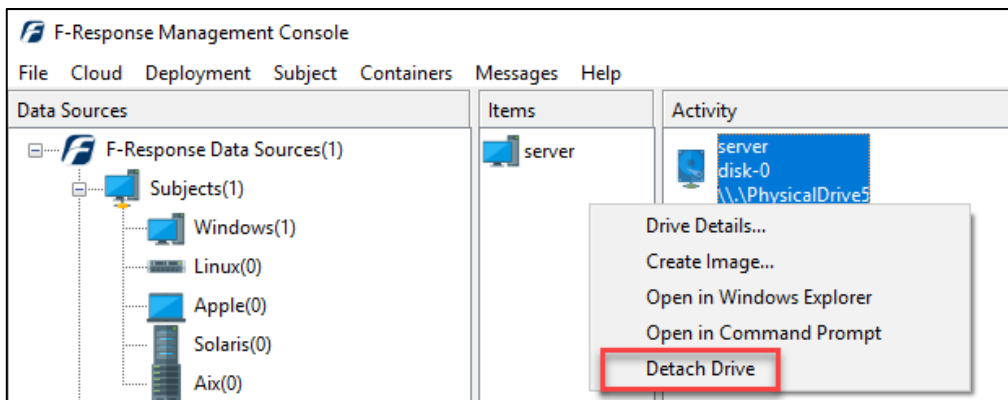 F-Response Management Console
File Cloud Deployment Subject Containers Messages Help
Data Sources
Items
Activity
F-Response Data Sources(1)
Subjects(1)
Windows(1)
Linux(0)
Apple(0)
Solaris(0)
Aix(0)
server
server
disk-0
\\.\PhysicalDrive5
Drive Details...
Create Image...
Open in Windows Explorer
Open in Command Prompt
Detach Drive